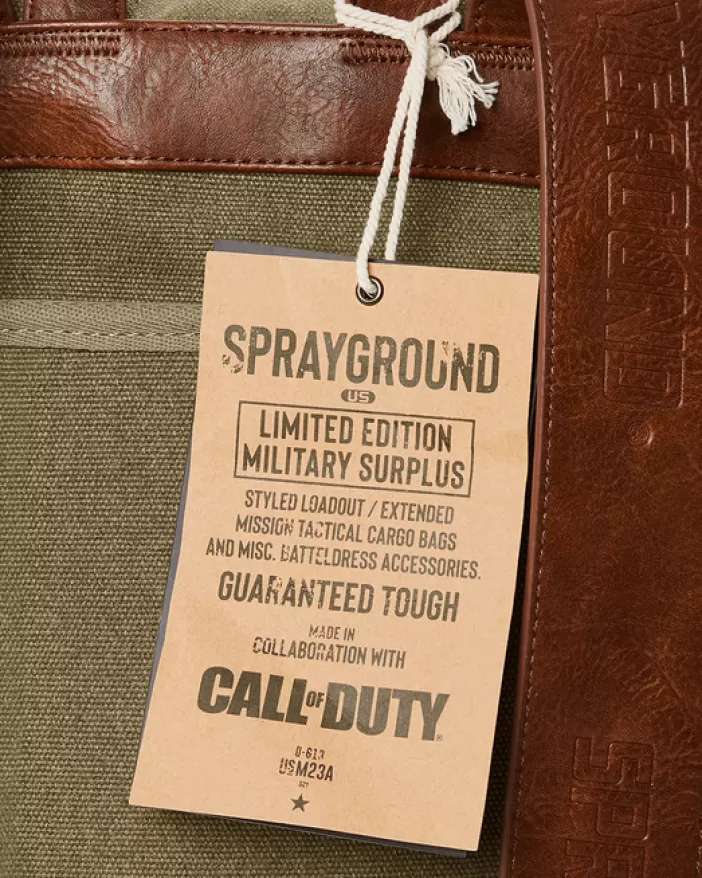 SPRAYGROUND
US
LIMITED EDITION
MILITARY SURPLUS
STYLED LOADOUT / EXTENDED
MISSION TACTICAL CARGO BAGS
AND MISC. BATTELDRESS ACCESSORIES.
GUARANTEED TOUGH
MADE IN
COLLABORATION WITH
CALL OF DUTY®
USM23A